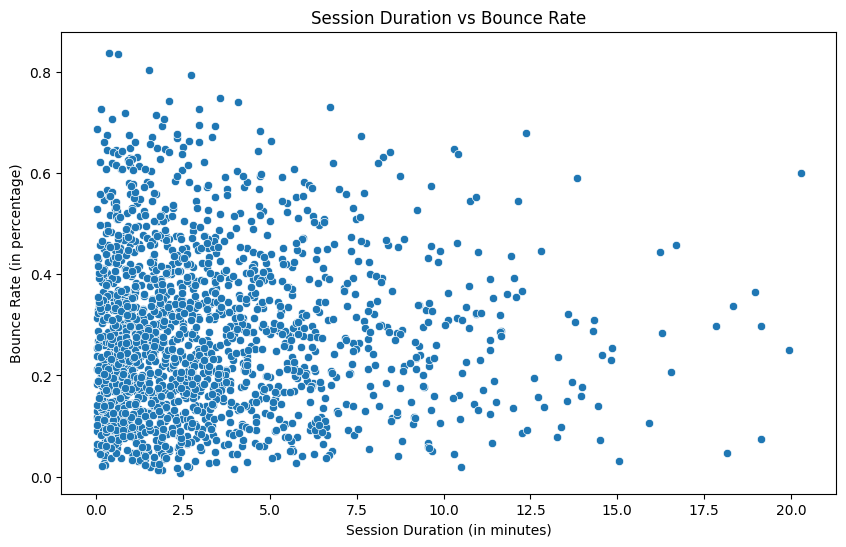 Session Duration vs Bounce Rate
Bounce Rate (in percentage)
0.8
0.6
0.4
0.2
0.0
0.0 2.5 5.0 7.5 10.0 12.5 15.0 17.5 20.0
Session Duration (in minutes)